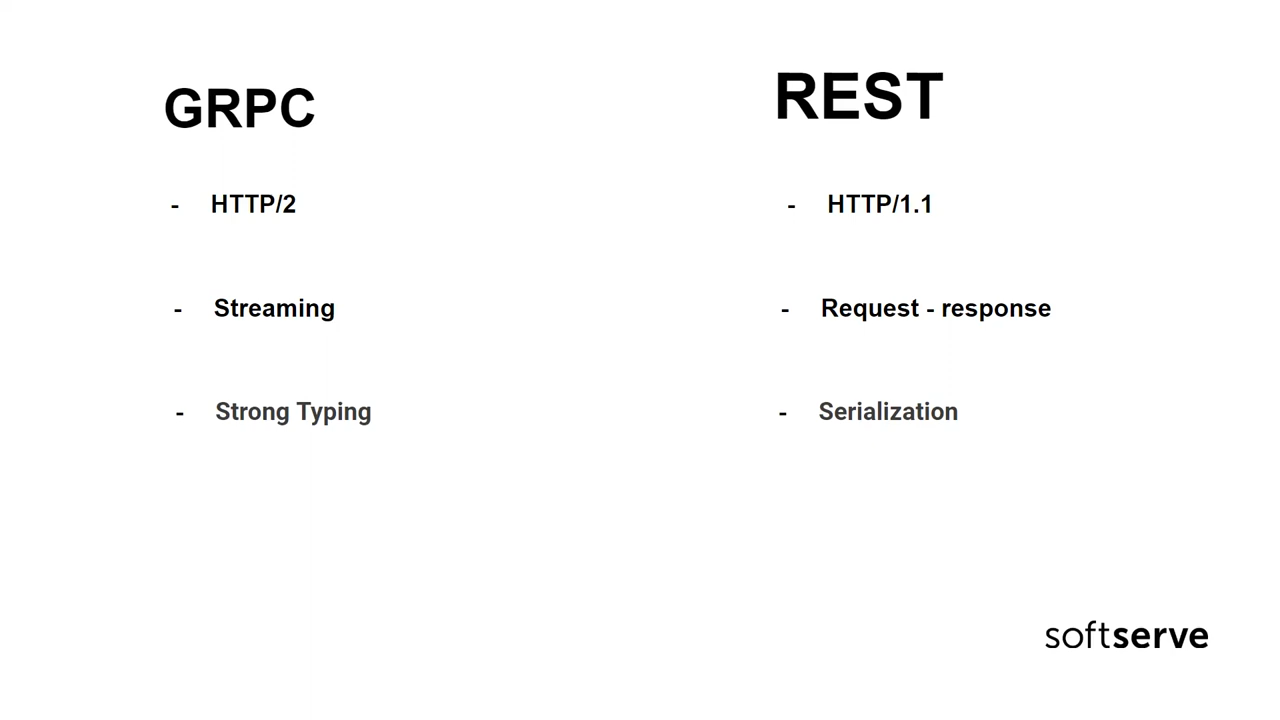 GRPC
- HTTP/2
- Streaming
- Strong Typing
REST
- HTTP/1.1
- Request - response
- Serialization
softserve